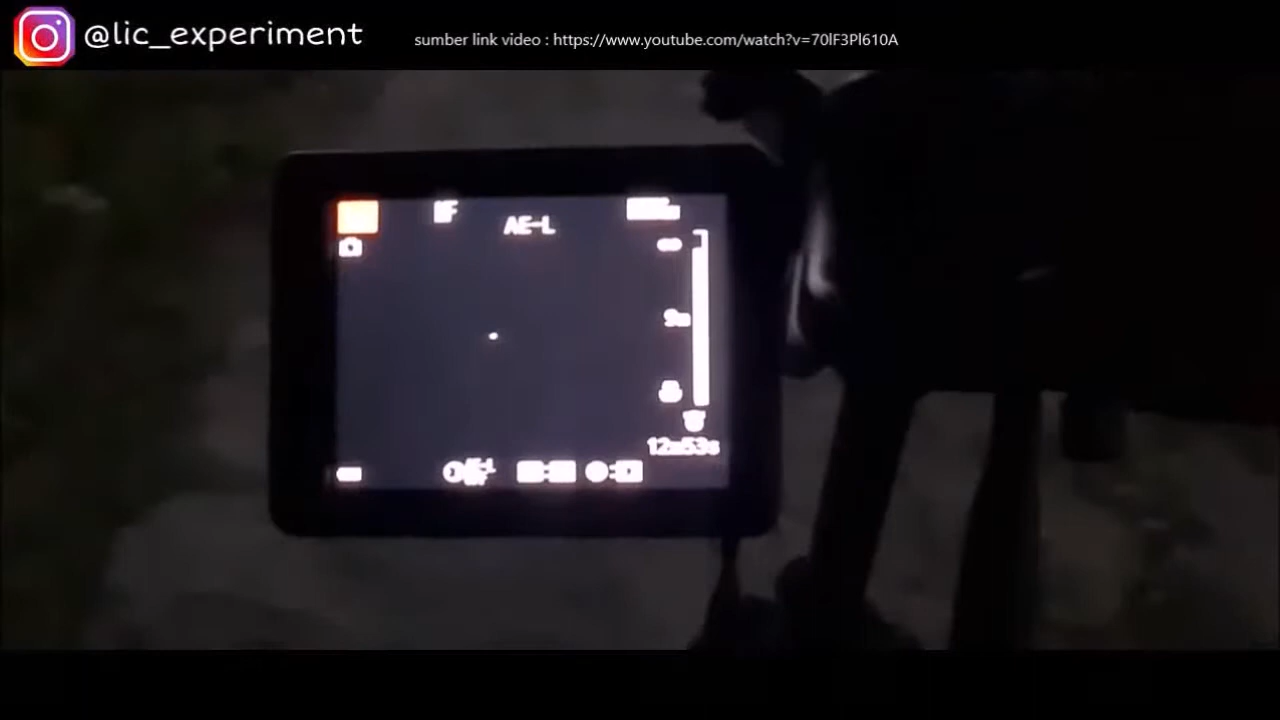 @lic_experiment
sumber link video : https://www.youtube.com/watch?v=70lF3Pl610A
AE-L
12m53s